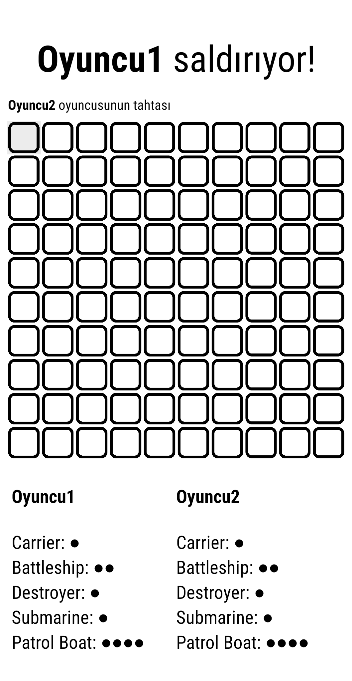 Oyuncu1 saldırıyor!
Oyuncu2 oyuncusunun tahtası
Oyuncu1 Oyuncu2
Carrier: ● Carrier: ●
Battleship: ●● Battleship: ●●
Destroyer: ● Destroyer: ●
Submarine: ● Submarine: ●
Patrol Boat: ●●●● Patrol Boat: ●●●●